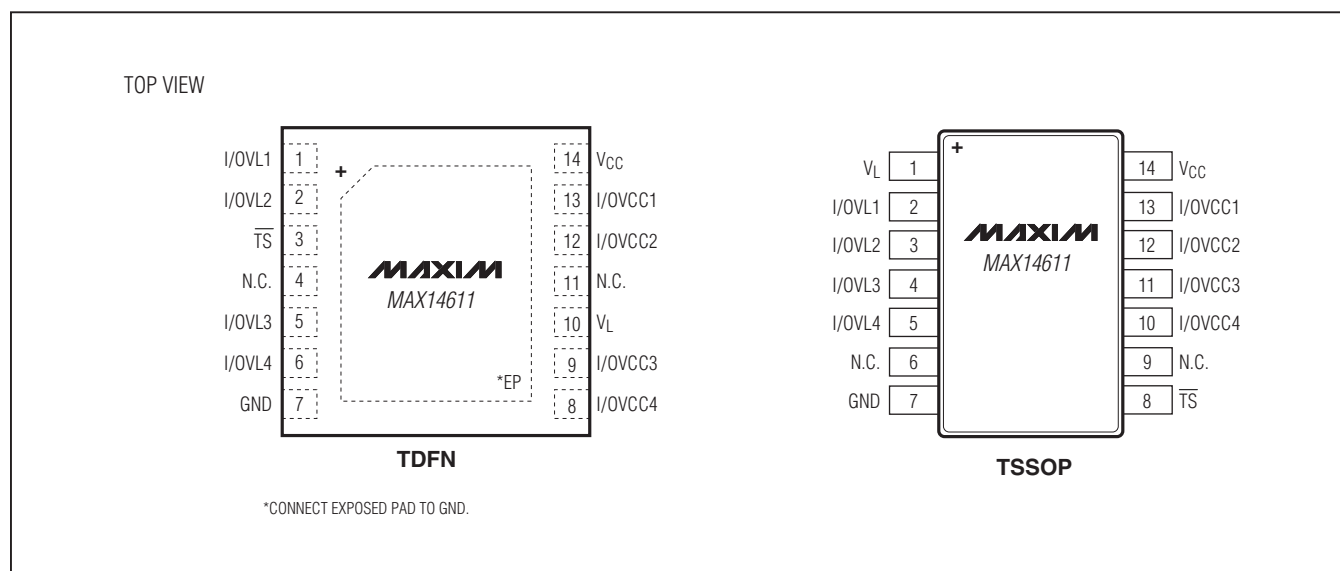 TOP VIEW
I/OVL1 1
I/OVL2 2
T̅S̅ 3
N.C. 4
I/OVL3 5
I/OVL4 6
GND 7
+
MAXIM
MAX14611
*EP
14 VCC
13 I/OVCC1
12 I/OVCC2
11 N.C.
10 VL
9 I/OVCC3
8 I/OVCC4
TDFN
*CONNECT EXPOSED PAD TO GND.
VL 1
I/OVL1 2
I/OVL2 3
I/OVL3 4
I/OVL4 5
N.C. 6
GND 7
+
MAXIM
MAX14611
14 VCC
13 I/OVCC1
12 I/OVCC2
11 I/OVCC3
10 I/OVCC4
9 N.C.
8 T̅S̅
TSSOP